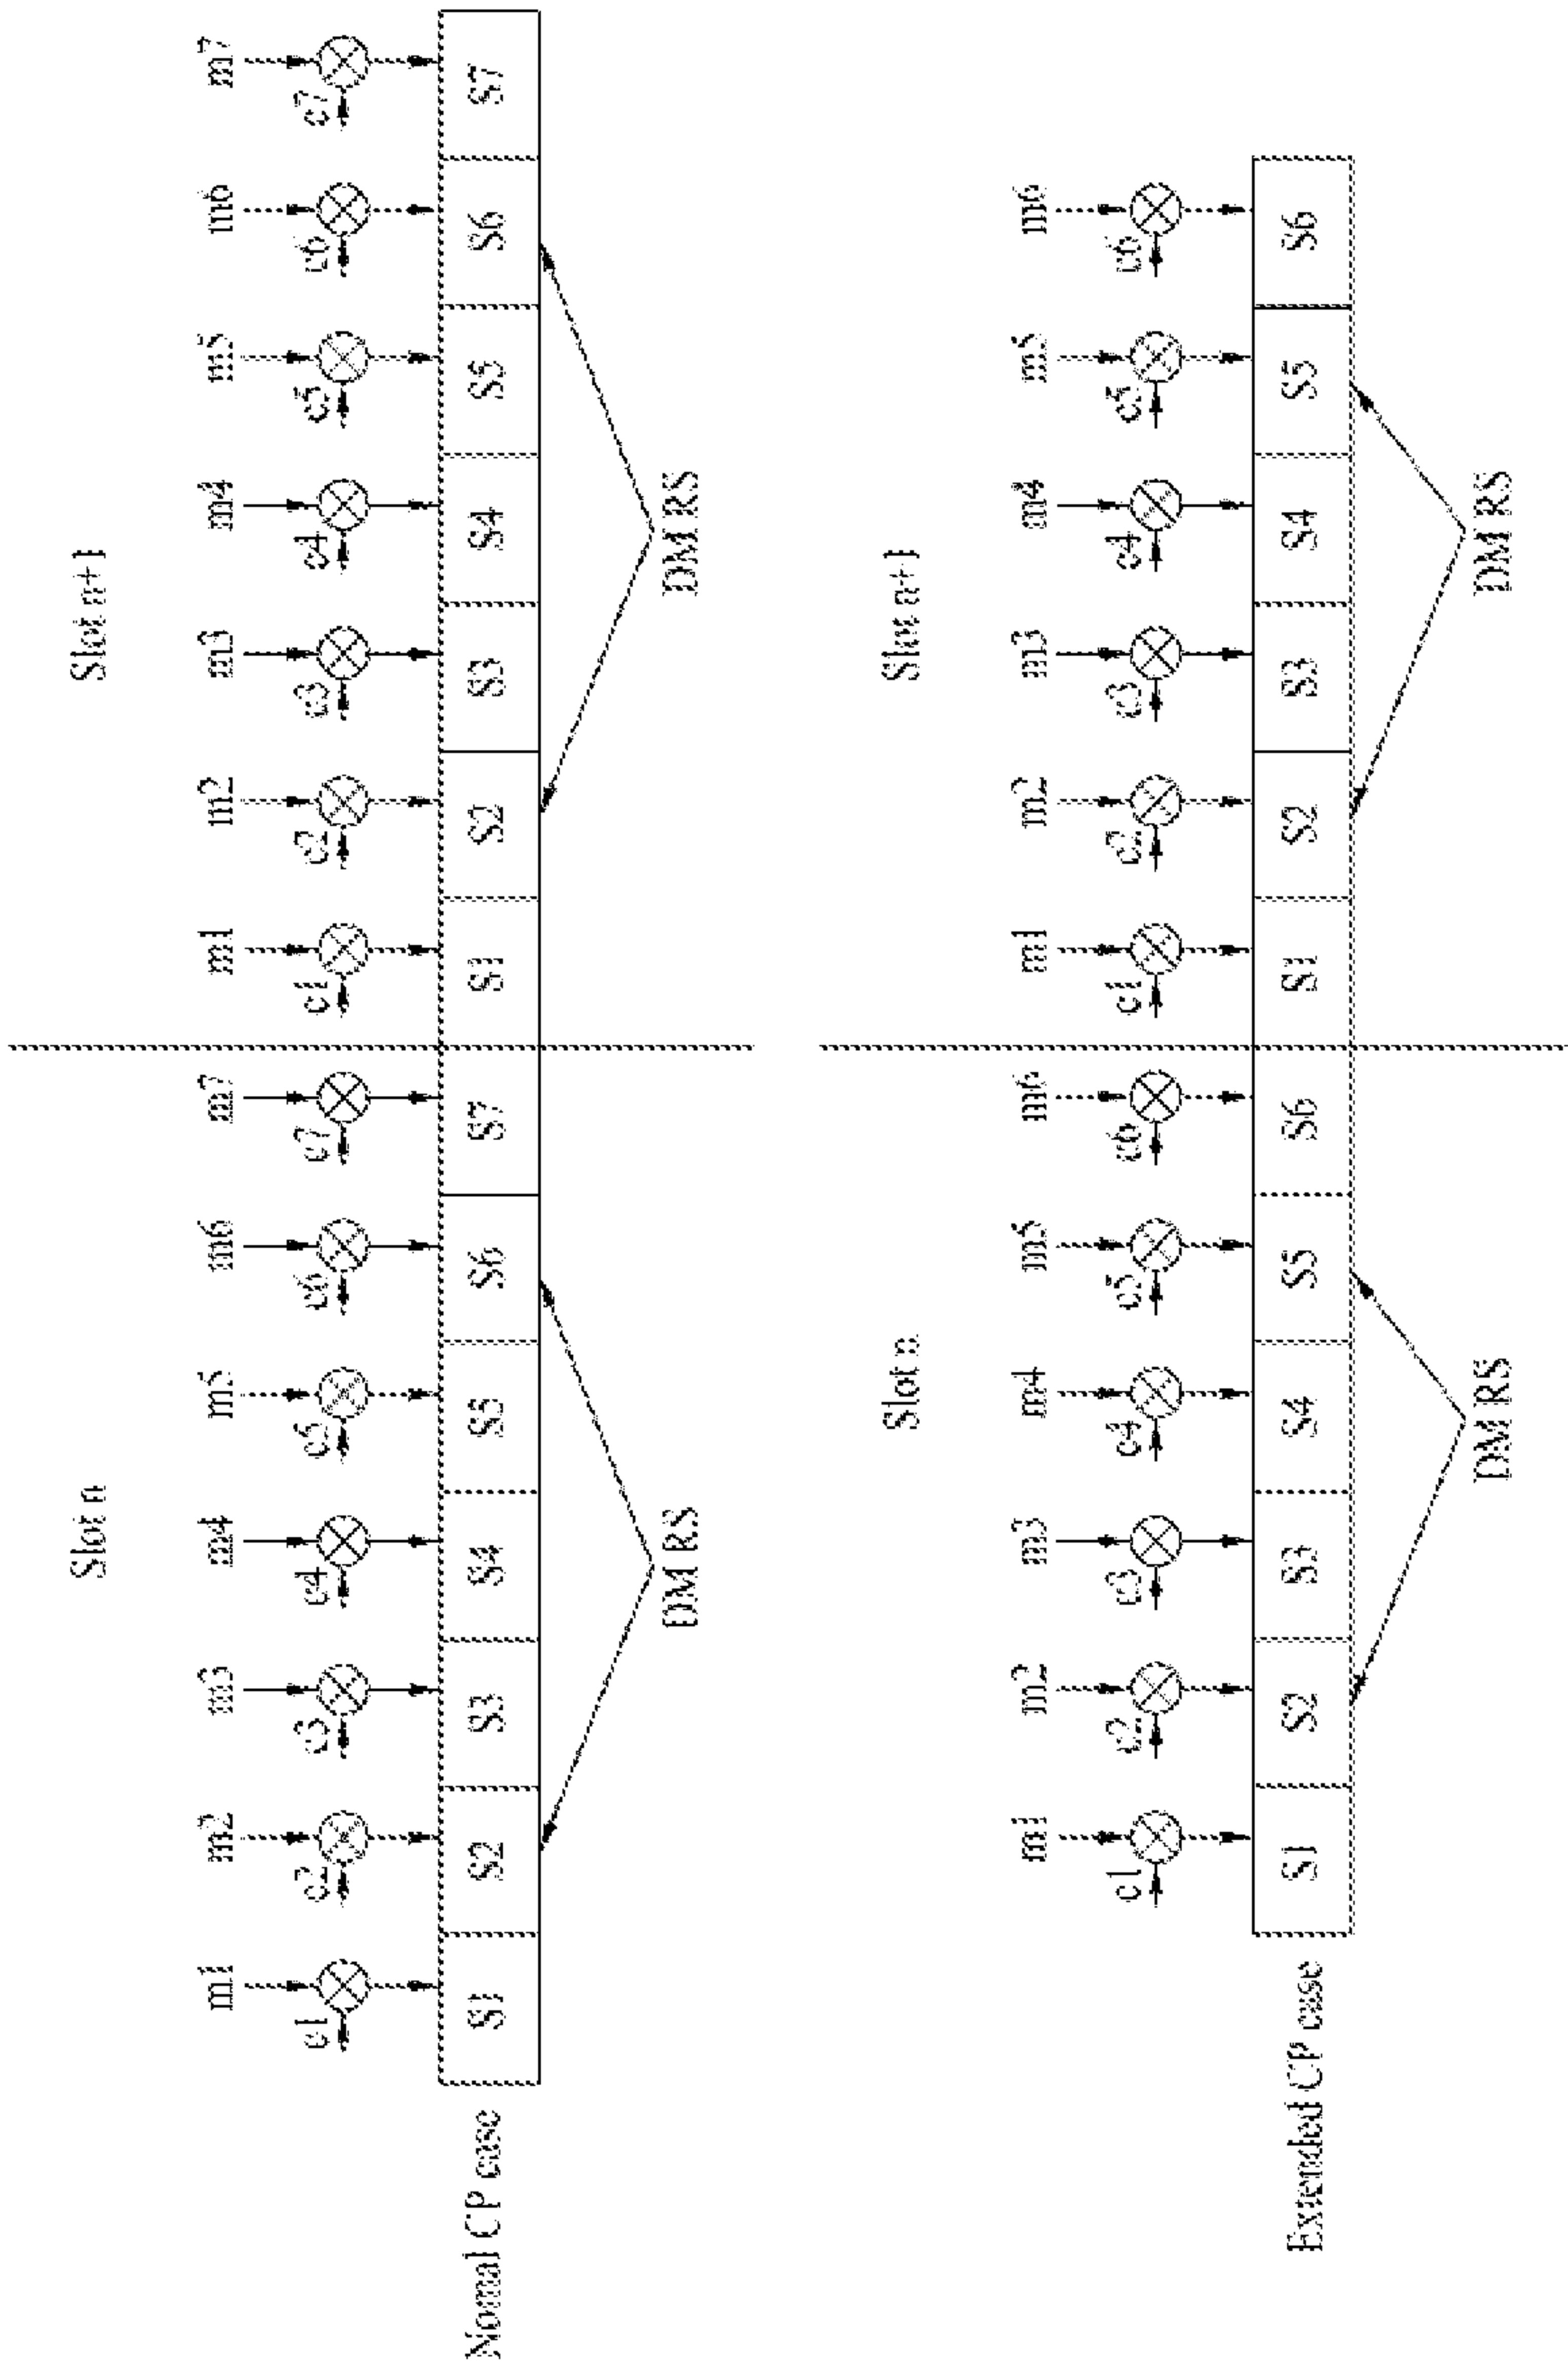 Slot n
Slot n+1
m1 m2 m3 m4 m5 m6 m7 m1 m2 m3 m4 m5 m6 m7
c1 c2 c3 c4 c5 c6 c7 c1 c2 c3 c4 c5 c6 c7
Nomal CP case
S1 S2 S3 S4 S5 S6 S7 S1 S2 S3 S4 S5 S6 S7
DM RS
DM RS
Slot n
Slot n+1
m1 m2 m3 m4 m5 m6 m1 m2 m3 m4 m5 m6
c1 c2 c3 c4 c5 c6 c1 c2 c3 c4 c5 c6
Extended CP case
S1 S2 S3 S4 S5 S6 S1 S2 S3 S4 S5 S6
DM RS
DM RS